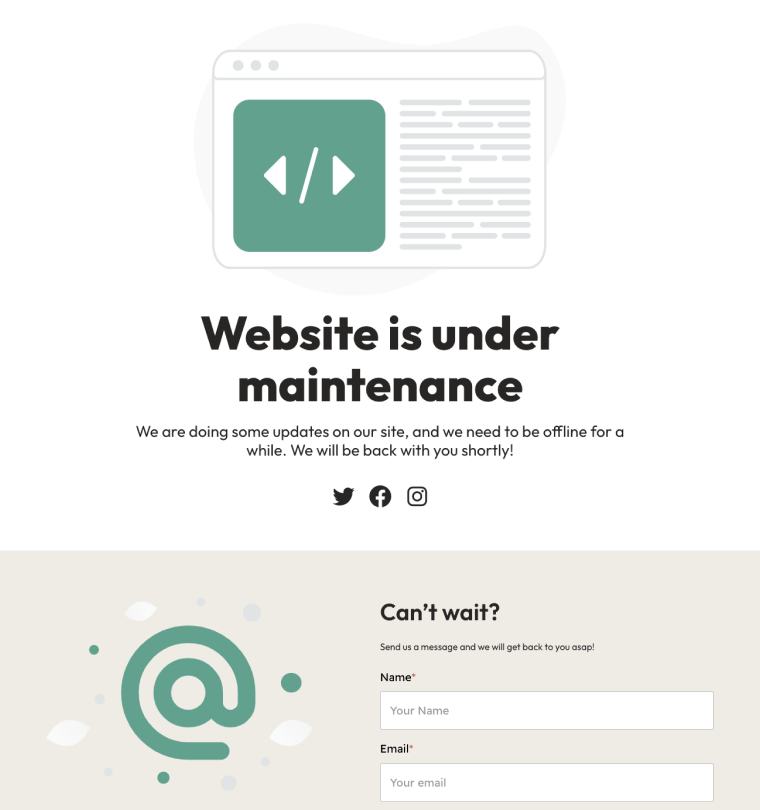 Website is under
maintenance
We are doing some updates on our site, and we need to be offline for a
while. We will be back with you shortly!
Can’t wait?
Send us a message and we will get back to you asap!
Name*
Your Name
Email*
Your email